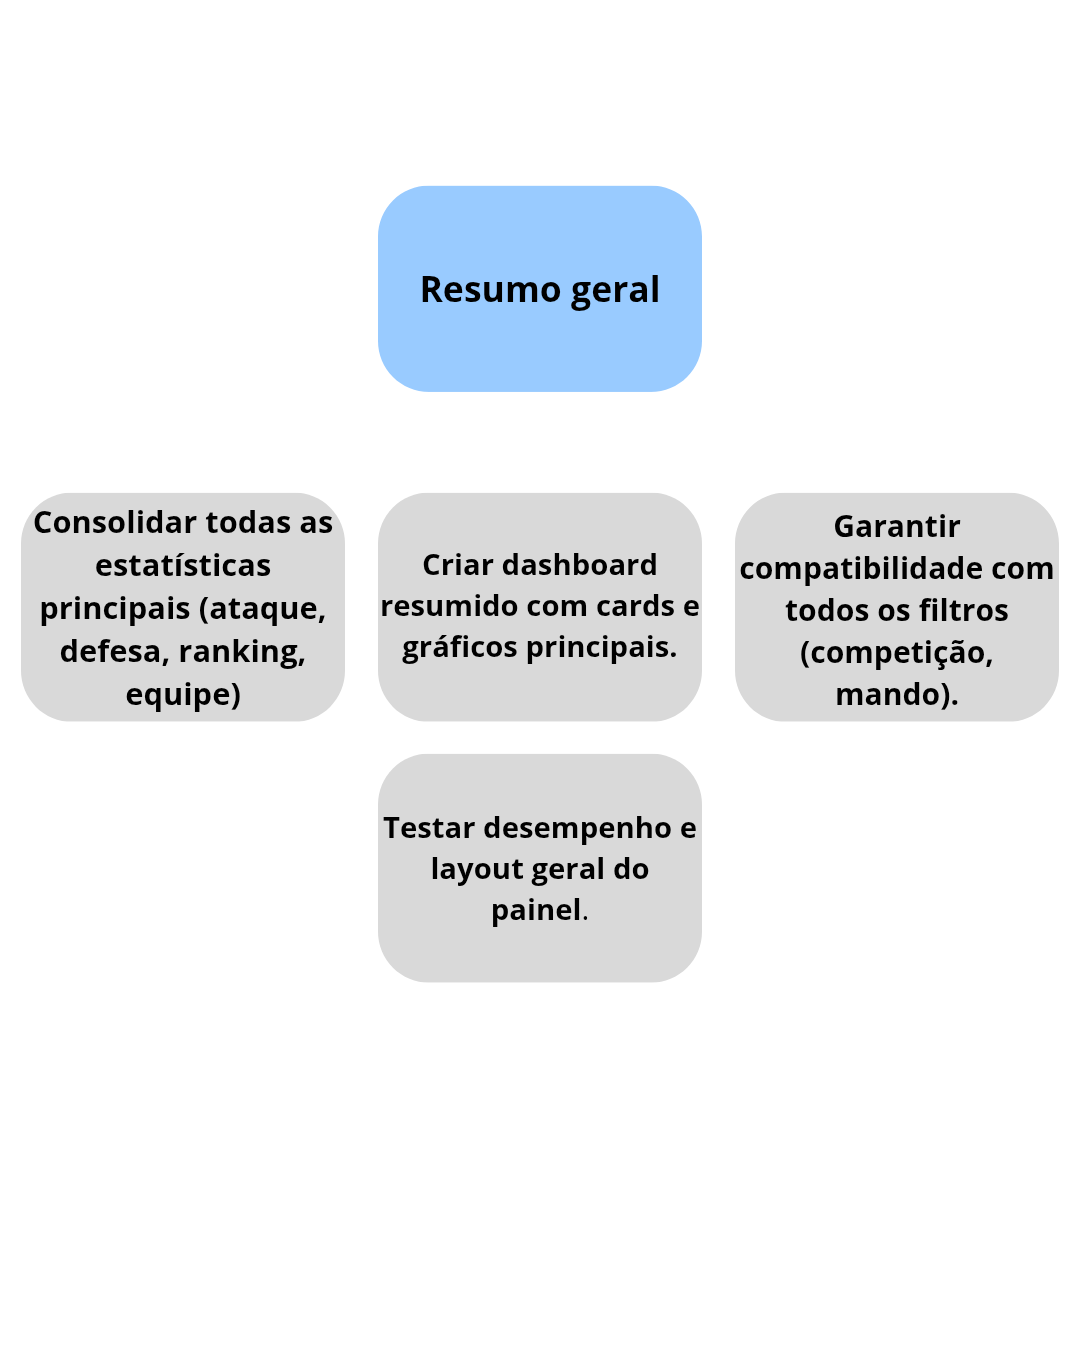 Resumo geral
Consolidar todas as
estatísticas
principais (ataque,
defesa, ranking,
equipe)
Criar dashboard
resumido com cards e
gráficos principais.
Garantir
compatibilidade com
todos os filtros
(competição,
mando).
Testar desempenho e
layout geral do
painel.